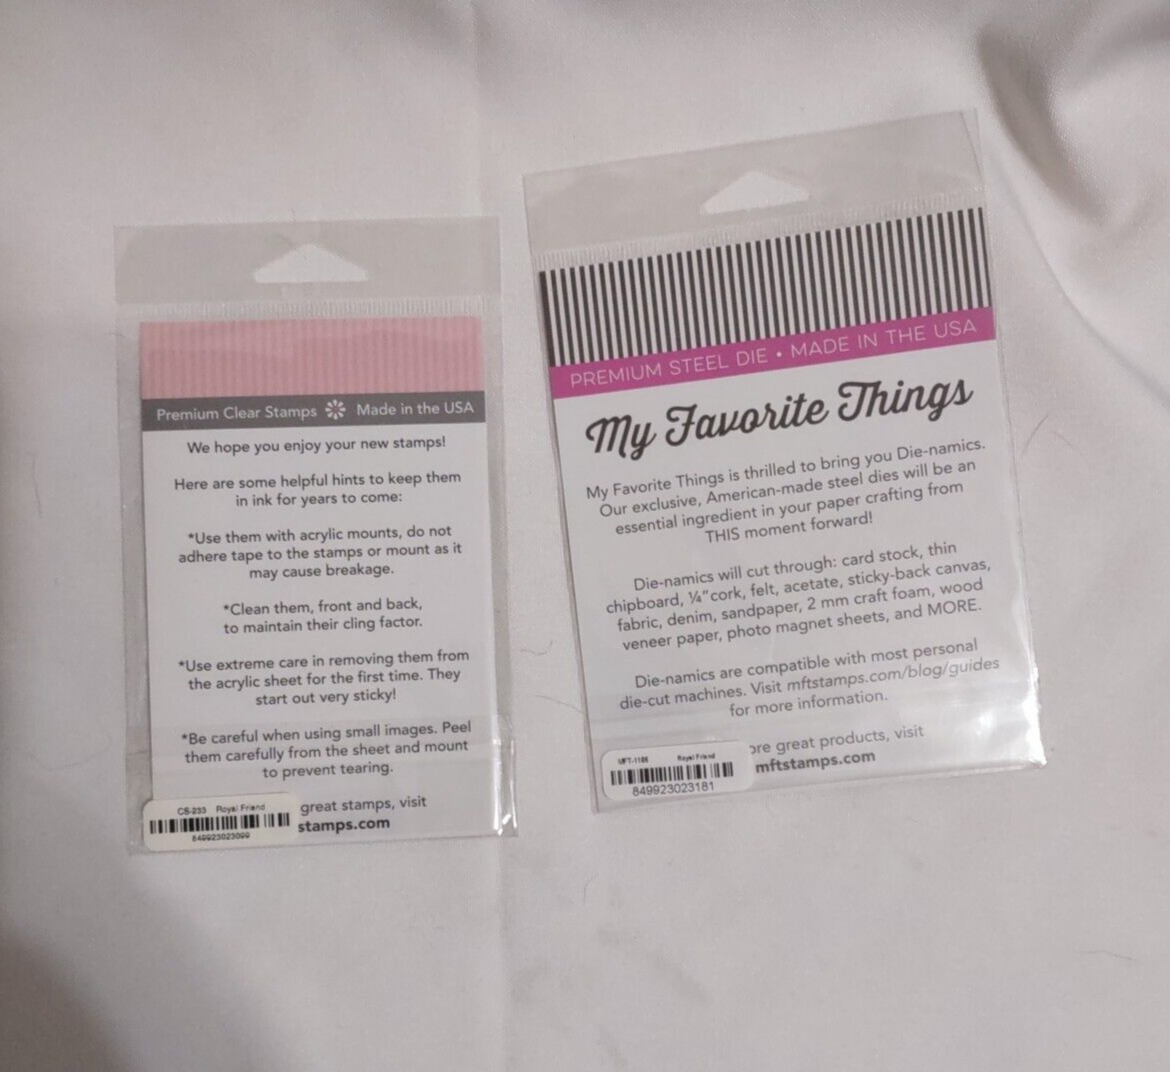 Premium Clear Stamps Made in the USA
We hope you enjoy your new stamps!
Here are some helpful hints to keep them
in ink for years to come:
*Use them with acrylic mounts, do not
adhere tape to the stamps or mount as it
may cause breakage.
*Clean them, front and back,
to maintain their cling factor.
*Use extreme care in removing them from
the acrylic sheet for the first time. They
start out very sticky!
*Be careful when using small images. Peel
them carefully from the sheet and mount
to prevent tearing.
great stamps, visit
stamps.com
CS-233 Royal Friend
849923023099
PREMIUM STEEL DIE • MADE IN THE USA
My Favorite Things
My Favorite Things is thrilled to bring you Die-namics.
Our exclusive, American-made steel dies will be an
essential ingredient in your paper crafting from
THIS moment forward!
Die-namics will cut through: card stock, thin
chipboard, ¼" cork, felt, acetate, sticky-back canvas,
fabric, denim, sandpaper, 2 mm craft foam, wood
veneer paper, photo magnet sheets, and MORE.
Die-namics are compatible with most personal
die-cut machines. Visit mftstamps.com/blog/guides
for more information.
ore great products, visit
mftstamps.com
Royal Friend
849923023181